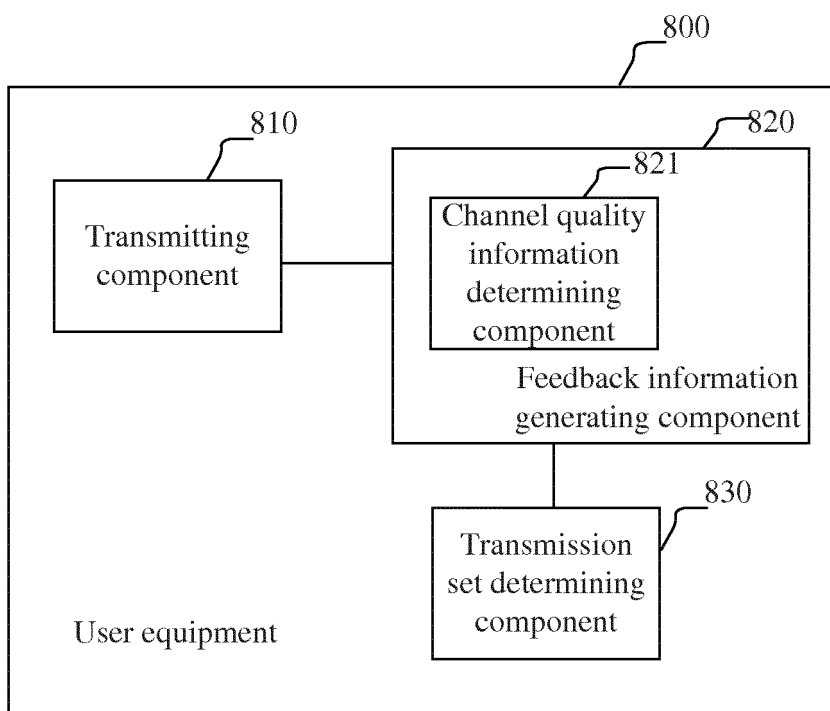 800
810
820
821
Transmitting
component
Channel quality
information
determining
component
Feedback information
generating component
830
Transmission
set determining
component
User equipment